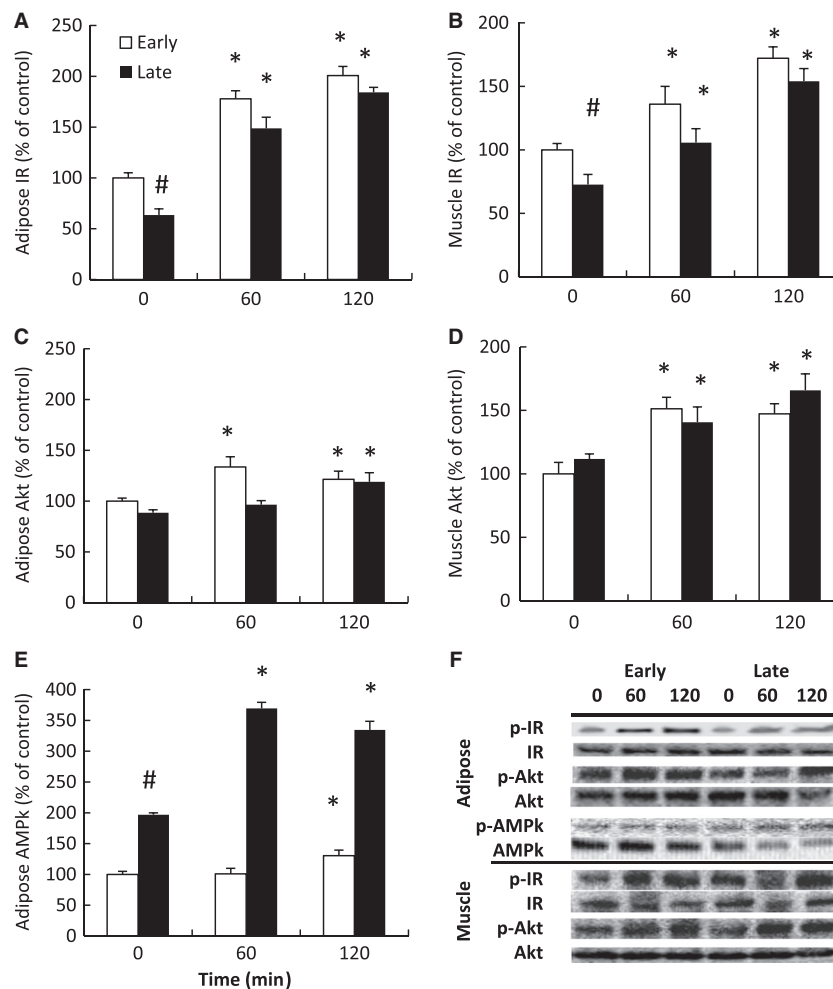 A
250
200
150
100
50
0
Adipose IR (% of control)
Early
Late
#
* *
* *
0 60 120
B
200
150
100
50
0
Muscle IR (% of control)
#
* *
* *
0 60 120
C
250
200
150
100
50
0
Adipose Akt (% of control)
*
* *
0 60 120
D
200
150
100
50
0
Muscle Akt (% of control)
* *
* *
0 60 120
E
400
350
300
250
200
150
100
50
0
Adipose AMPk (% of control)
#
*
* *
0 60 120
Time (min)
F
Early Late
0 60 120 0 60 120
Adipose
p-IR
IR
p-Akt
Akt
p-AMPk
AMPk
Muscle
p-IR
IR
p-Akt
Akt